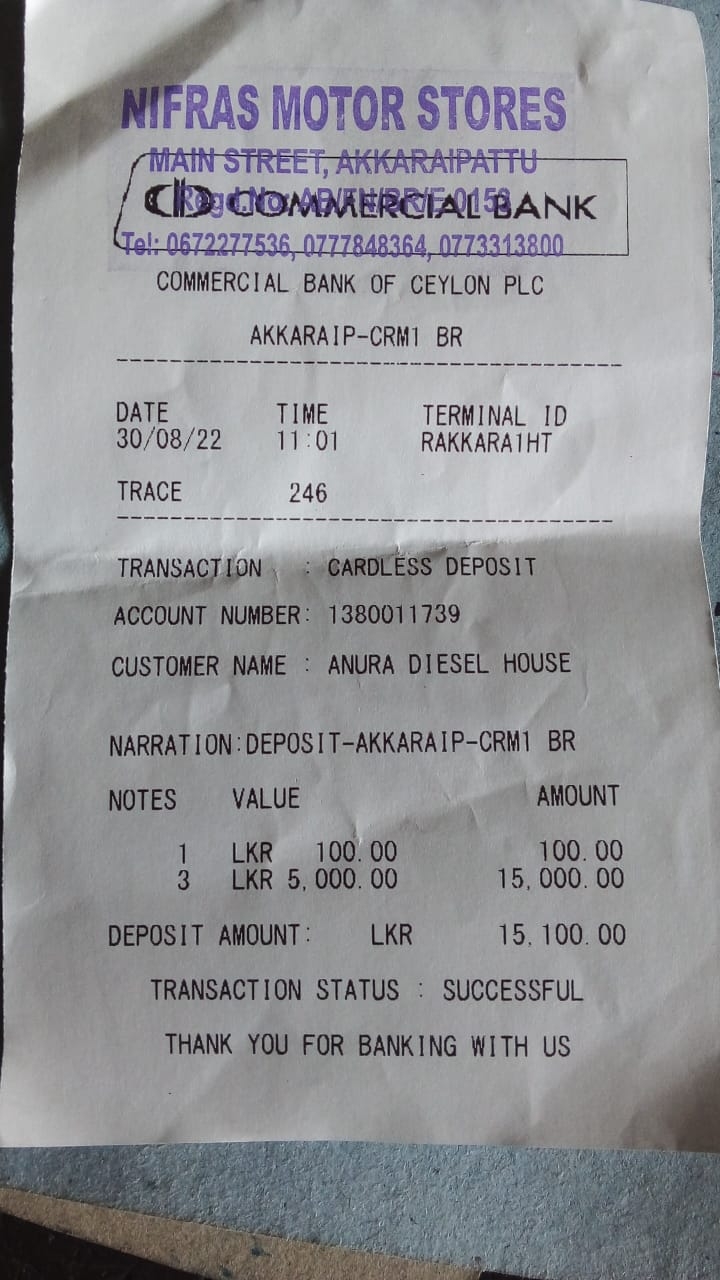 NIFRAS MOTOR STORES
MAIN STREET, AKKARAIPATTU
COMMERCIAL BANK
Tel: 0672277536, 0777848364, 0773313800
COMMERCIAL BANK OF CEYLON PLC
AKKARAIP-CRM1 BR
DATE TIME TERMINAL ID
30/08/22 11:01 RAKKARA1HT
TRACE 246
TRANSACTION : CARDLESS DEPOSIT
ACCOUNT NUMBER: 1380011739
CUSTOMER NAME : ANURA DIESEL HOUSE
NARRATION:DEPOSIT-AKKARAIP-CRM1 BR
NOTES VALUE AMOUNT
1 LKR 100.00 100.00
3 LKR 5,000.00 15,000.00
DEPOSIT AMOUNT: LKR 15,100.00
TRANSACTION STATUS : SUCCESSFUL
THANK YOU FOR BANKING WITH US